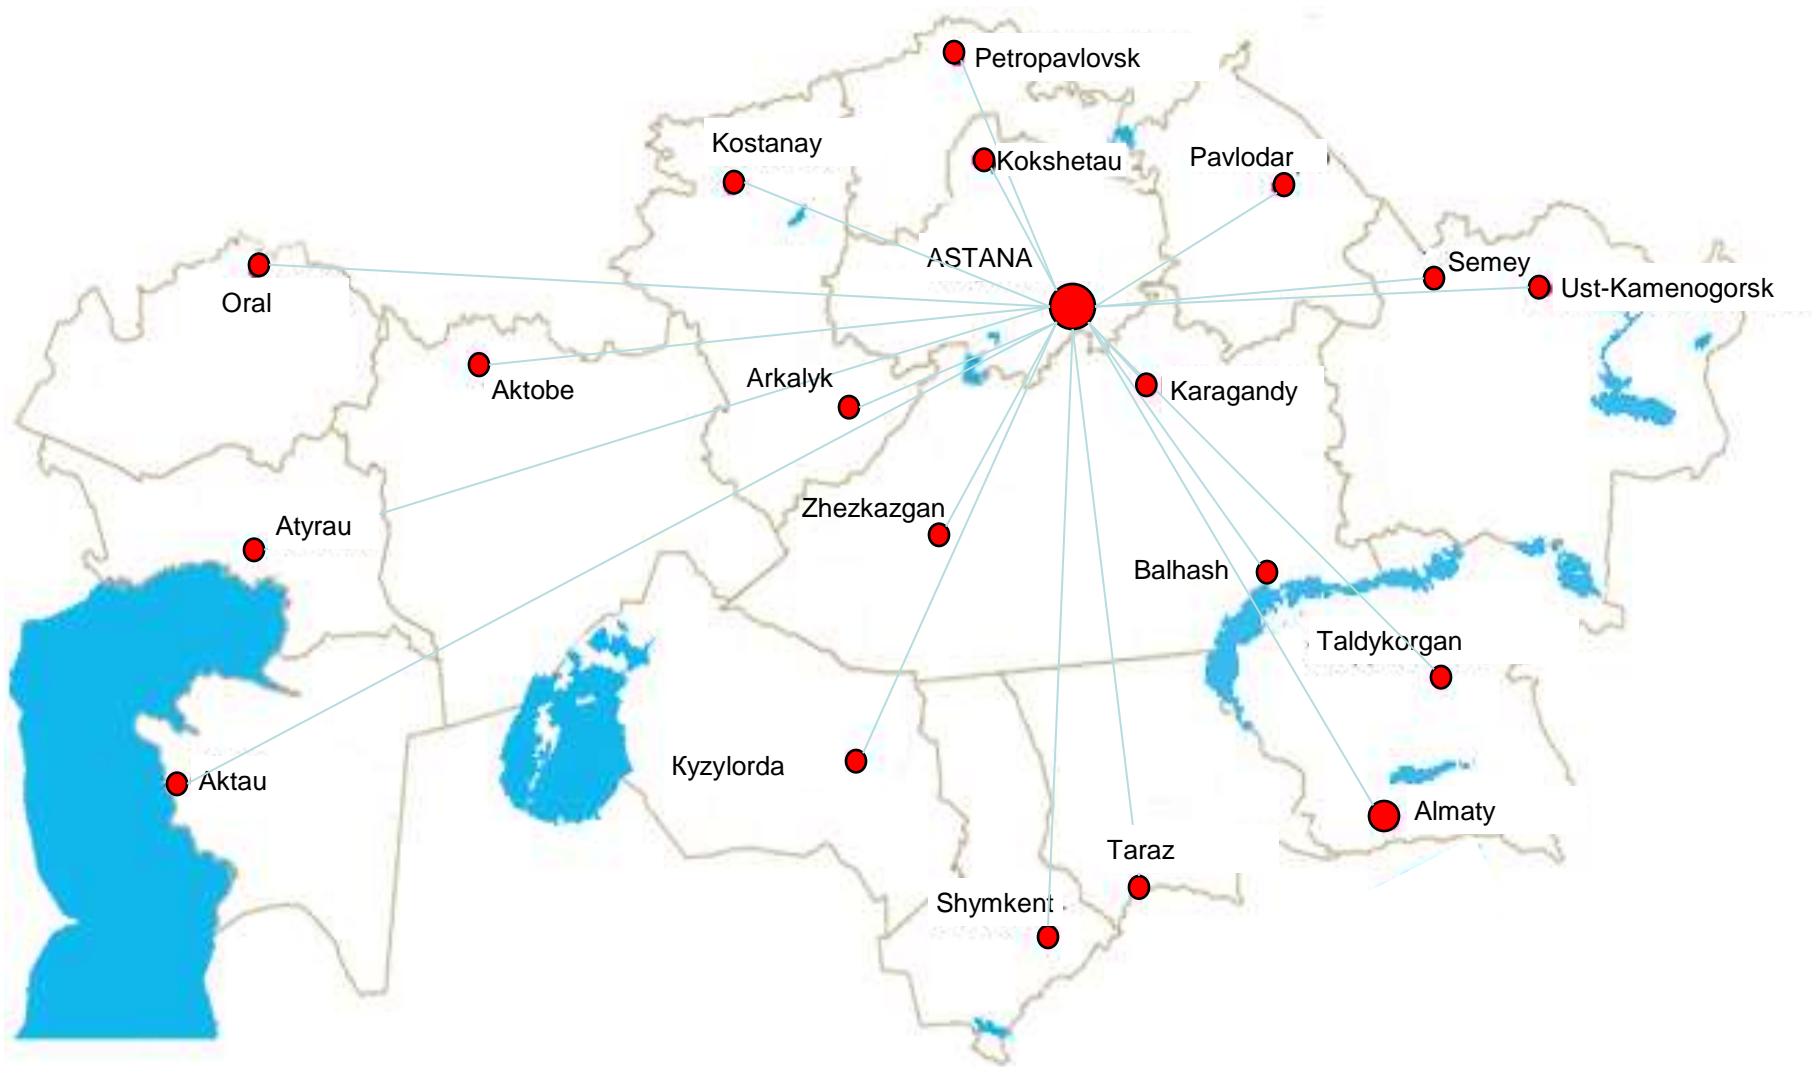 Petropavlovsk
Kostanay
Kokshetau
Pavlodar
ASTANA
Semey
Ust-Kamenogorsk
Oral
Aktobe
Arkalyk
Karagandy
Zhezkazgan
Atyrau
Balhash
Taldykorgan
Kyzylorda
Aktau
Almaty
Taraz
Shymkent